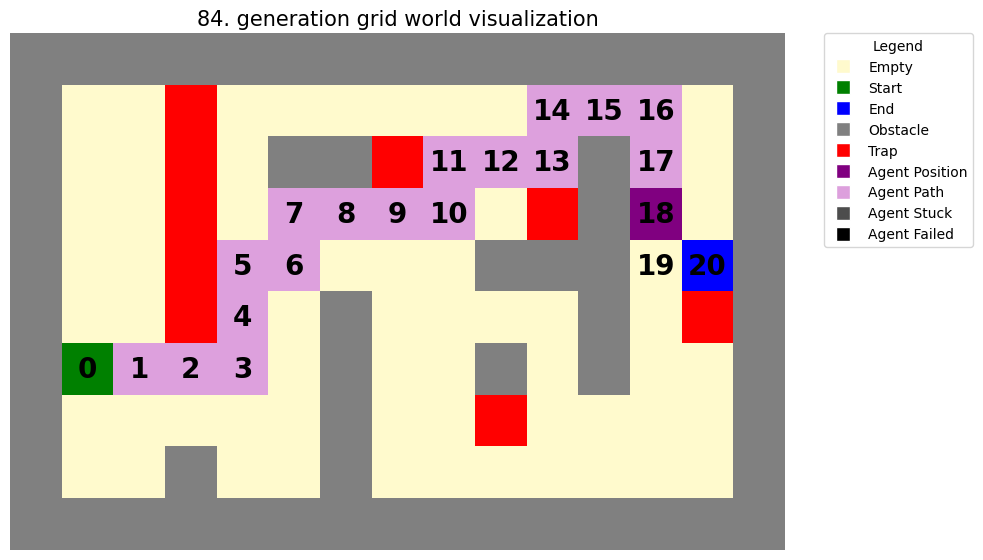 84. generation grid world visualization
14 15 16
11 12 13 17
7 8 9 10 18
5 6 19 20
4
0 1 2 3
Legend
Empty
Start
End
Obstacle
Trap
Agent Position
Agent Path
Agent Stuck
Agent Failed